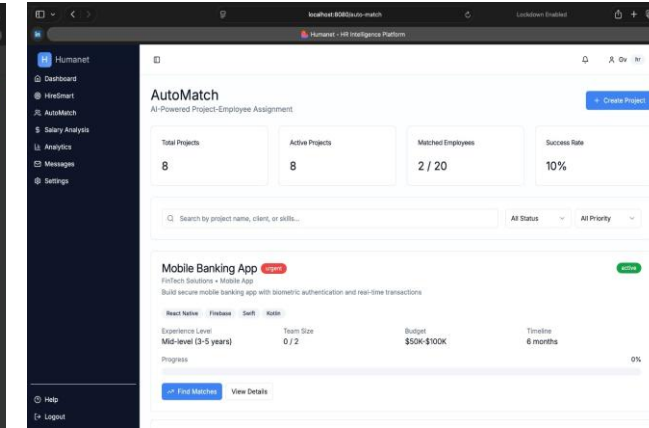 localhost:8080/auto-match
Lockdown Enabled
Humanet - HR Intelligence Platform
H Humanet
Dashboard
HireSmart
AutoMatch
$ Salary Analysis
Analytics
Messages
Settings
Help
Logout
Gv hr
AutoMatch
AI-Powered Project-Employee Assignment
+ Create Project
Total Projects
8
Active Projects
8
Matched Employees
2 / 20
Success Rate
10%
Search by project name, client, or skills...
All Status
All Priority
Mobile Banking App urgent
active
FinTech Solutions • Mobile App
Build secure mobile banking app with biometric authentication and real-time transactions
React Native Firebase Swift Kotlin
Experience Level
Mid-level (3-5 years)
Team Size
0 / 2
Budget
$50K-$100K
Timeline
6 months
Progress
0%
Find Matches
View Details